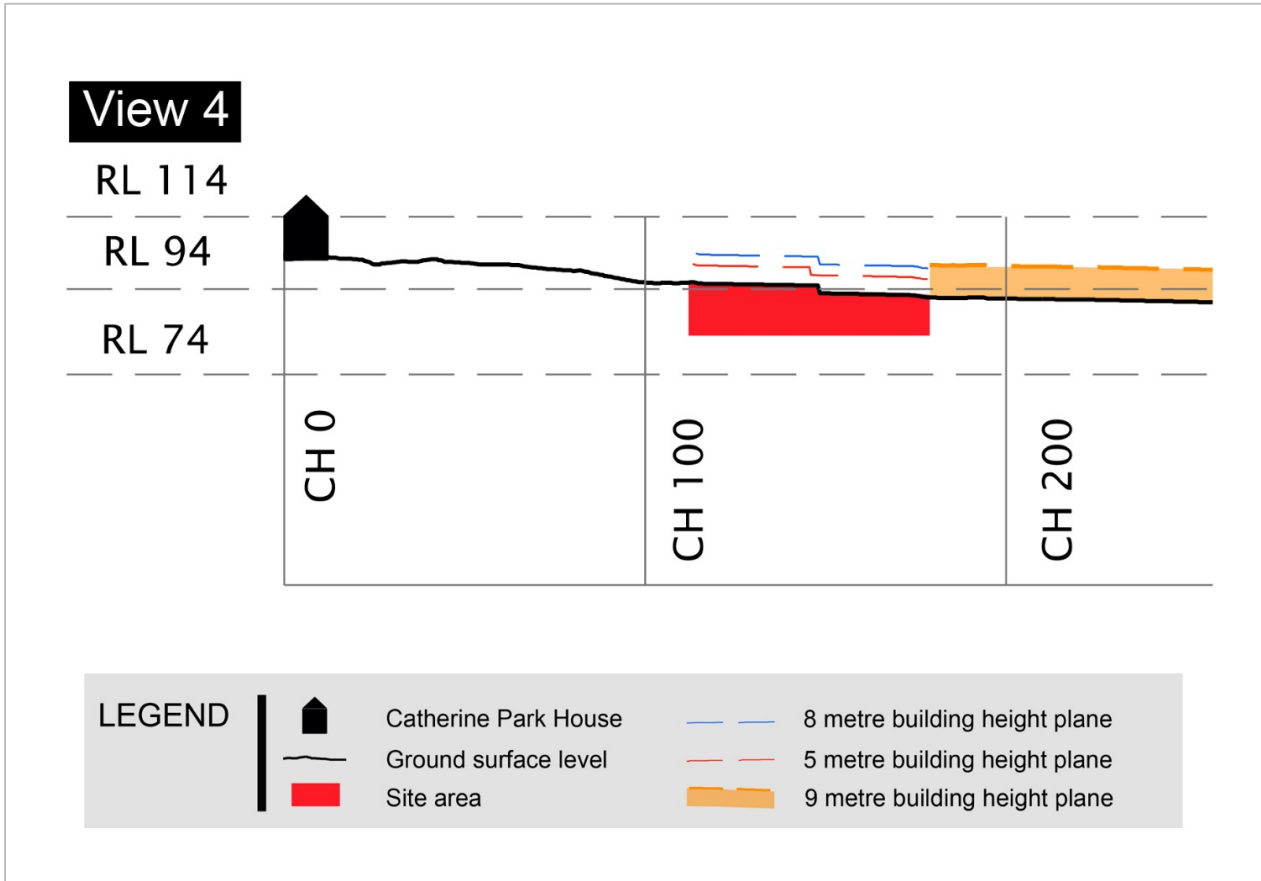 View 4
RL 114
RL 94
RL 74
CH 0
CH 100
CH 200
LEGEND
Catherine Park House
Ground surface level
Site area
8 metre building height plane
5 metre building height plane
9 metre building height plane